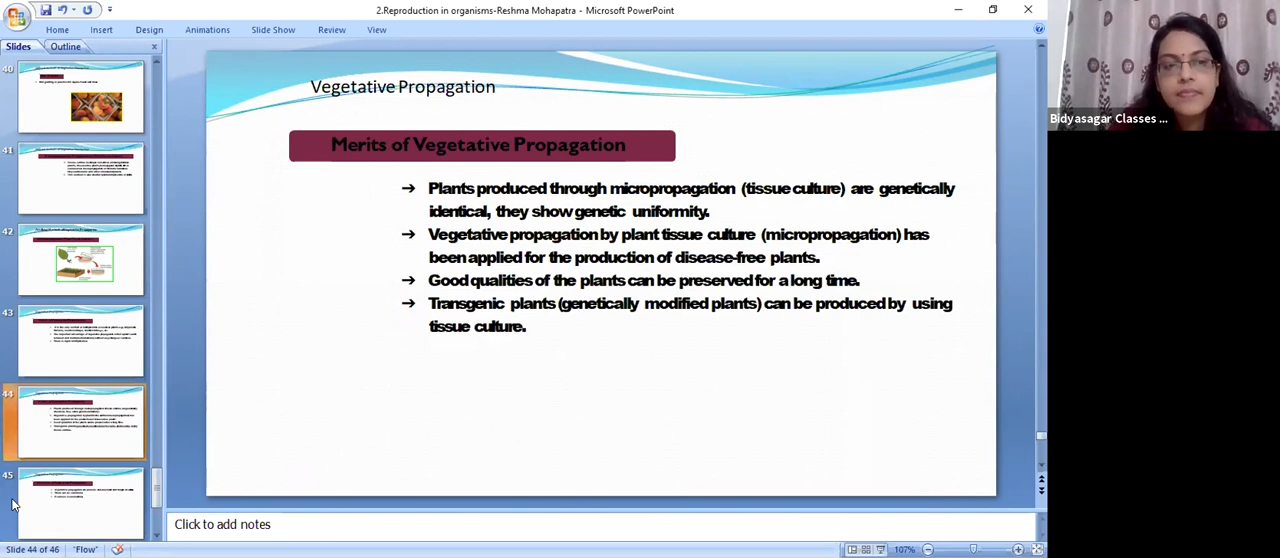 2.Reproduction in organisms-Reshma Mohapatra - Microsoft PowerPoint
Home Insert Design Animations Slide Show Review View
Slides Outline
40
41
42
43
44
45
Vegetative Propagation
Merits of Vegetative Propagation
➔ Plants produced through micropropagation (tissue culture) are genetically
identical, they show genetic uniformity.
➔ Vegetative propagation by plant tissue culture (micropropagation) has
been applied for the production of disease-free plants.
➔ Good qualities of the plants can be preserved for a long time.
➔ Transgenic plants (genetically modified plants) can be produced by using
tissue culture.
Bidyasagar Classes ...
Click to add notes
Slide 44 of 46 "Flow" 107%